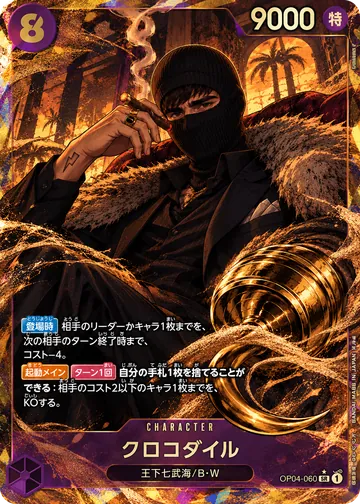 8
9000
特
登場時 相手のリーダーかキャラ1枚までを、
次の相手のターン終了時まで、
コスト-4。
起動メイン ターン1回 自分の手札1枚を捨てることが
できる:相手のコスト2以下のキャラ1枚までを、
KOする。
CHARACTER
クロコダイル
王下七武海/B・W
OP04-060 SR 1